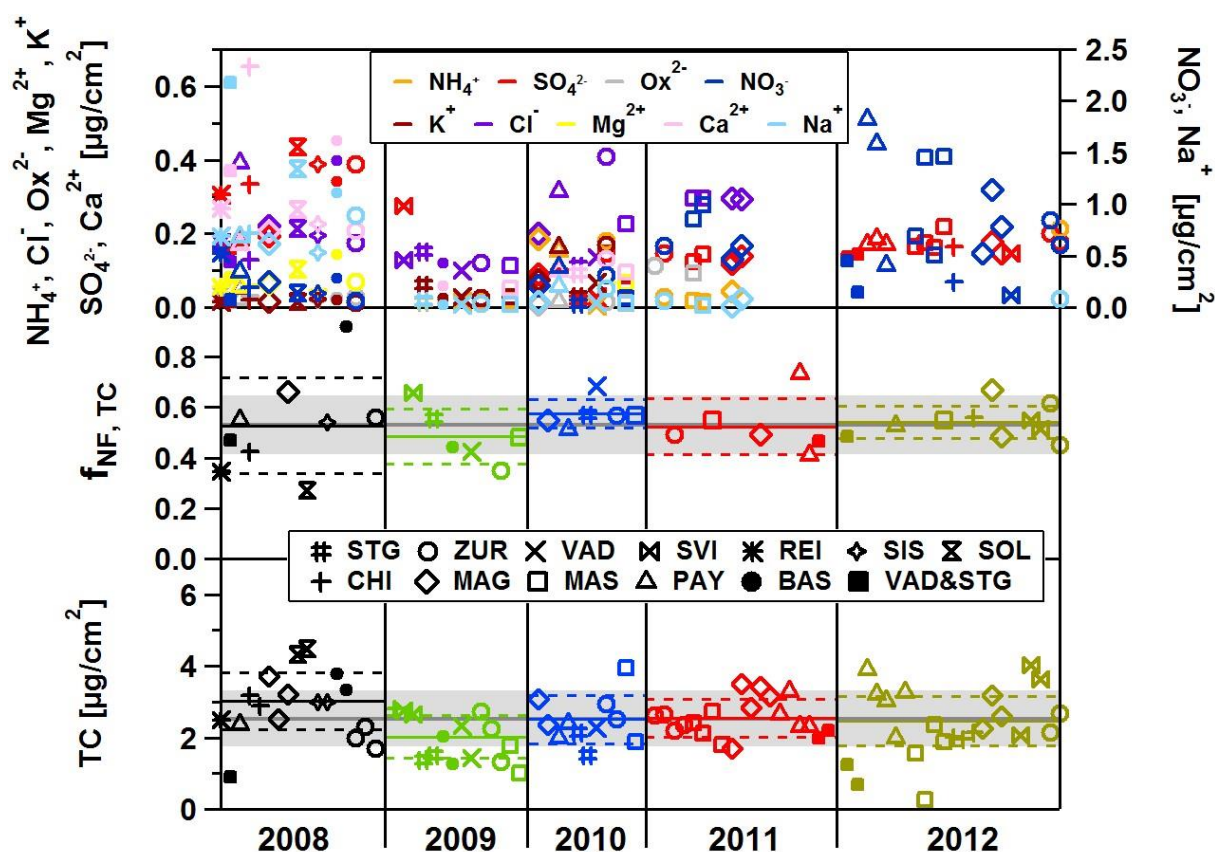 NH₄⁺, Cl⁻, Ox²⁻, Mg²⁺, K⁺
SO₄²⁻, Ca²⁺ [µg/cm²]
0.6
0.4
0.2
0.0
NH₄⁺ SO₄²⁻ Ox²⁻ NO₃⁻
K⁺ Cl⁻ Mg²⁺ Ca²⁺ Na⁺
2.5
2.0
1.5
1.0
0.5
0.0
NO₃⁻, Na⁺ [µg/cm²]
f NF, TC
0.8
0.6
0.4
0.2
0.0
STG ZUR VAD SVI REI SIS SOL
CHI MAG MAS PAY BAS VAD&STG
TC [µg/cm²]
6
4
2
0
2008 2009 2010 2011 2012